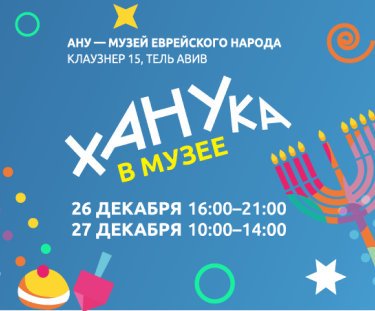 АНУ — МУЗЕЙ ЕВРЕЙСКОГО НАРОДА
КЛАУЗНЕР 15, ТЕЛЬ АВИВ
ХАНУКА
В МУЗЕЕ
26 ДЕКАБРЯ 16:00–21:00
27 ДЕКАБРЯ 10:00–14:00